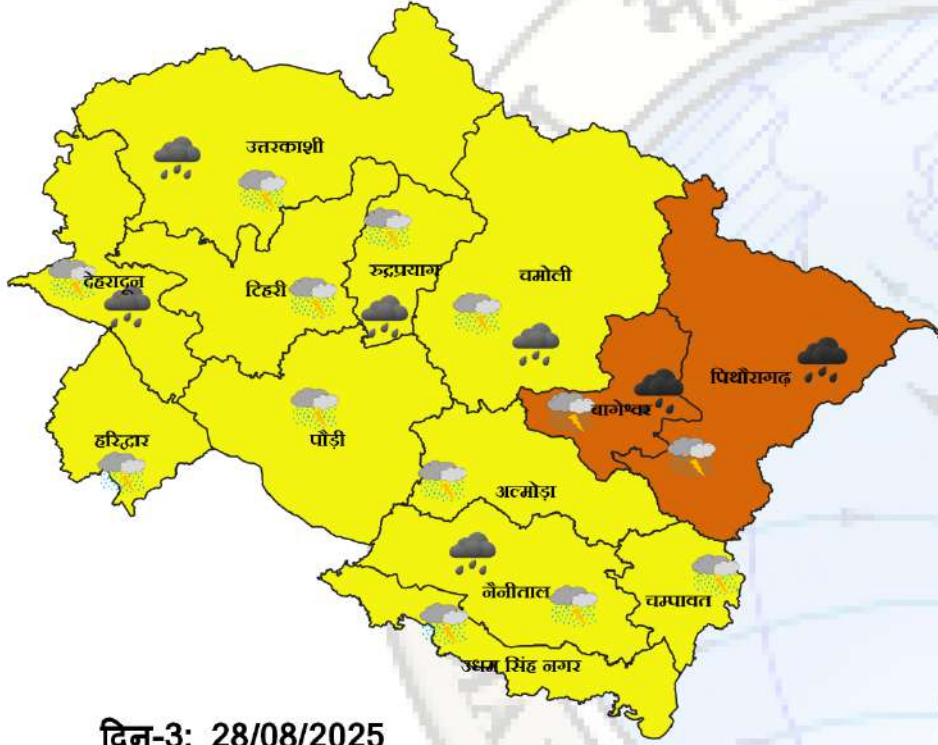 उत्तरकाशी
देहरादून
टिहरी
रुद्रप्रयाग
चमोली
पिथौरागढ़
बागेश्वर
हरिद्वार
पौड़ी
अल्मोड़ा
नैनीताल
चम्पावत
उधम सिंह नगर
दिन-3: 28/08/2025